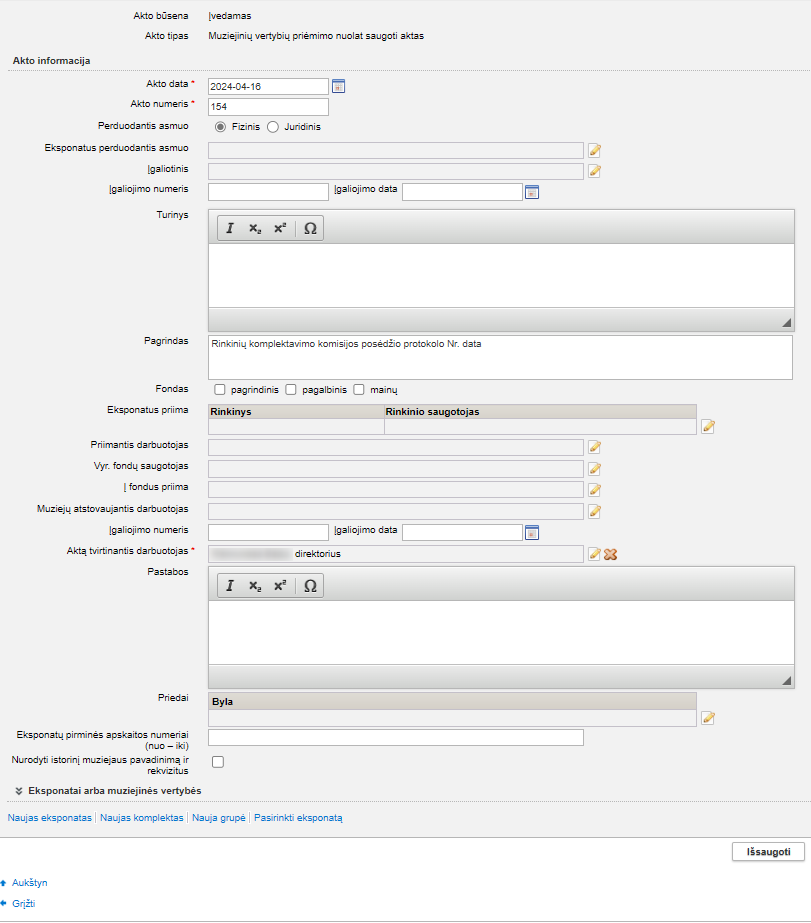 Akto būsena Įvedamas
Akto tipas Muziejinių vertybių priėmimo nuolat saugoti aktas
Akto informacija
Akto data * 2024-04-16
Akto numeris * 154
Perduodantis asmuo Fizinis Juridinis
Eksponatus perduodantis asmuo
Įgaliotinis
Įgaliojimo numeris Įgaliojimo data
Turinys I x₂ x² Ω
Pagrindas Rinkinių komplektavimo komisijos posėdžio protokolo Nr. data
Fondas pagrindinis pagalbinis mainų
Eksponatus priima Rinkinys Rinkinio saugotojas
Priimantis darbuotojas
Vyr. fondų saugotojas
Į fondus priima
Muziejų atstovaujantis darbuotojas
Įgaliojimo numeris Įgaliojimo data
Aktą tvirtinantis darbuotojas * direktorius
Pastabos I x₂ x² Ω
Priedai Byla
Eksponatų pirminės apskaitos numeriai
(nuo – iki)
Nurodyti istorinį muziejaus pavadinimą ir
rekvizitus
Eksponatai arba muziejinės vertybės
Naujas eksponatas | Naujas komplektas | Nauja grupė | Pasirinkti eksponatą
Išsaugoti
Aukštyn
Grįžti